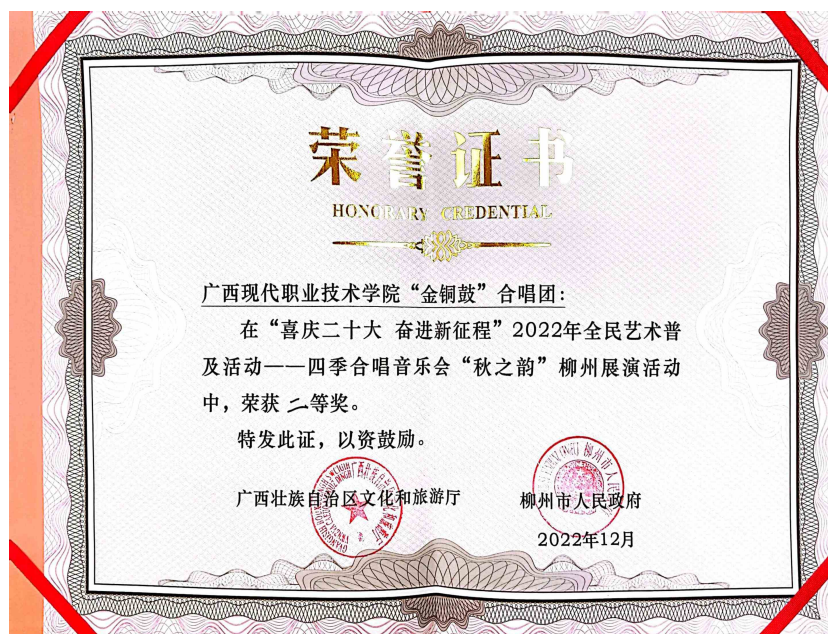 荣誉证书
HONORARY CREDENTIAL
广西现代职业技术学院“金铜鼓”合唱团：
在“喜庆二十大 奋进新征程”2022年全民艺术普
及活动——四季合唱音乐会“秋之韵”柳州展演活动
中，荣获 二等奖。
特发此证，以资鼓励。
广西壮族自治区文化和旅游厅
柳州市人民政府
2022年12月